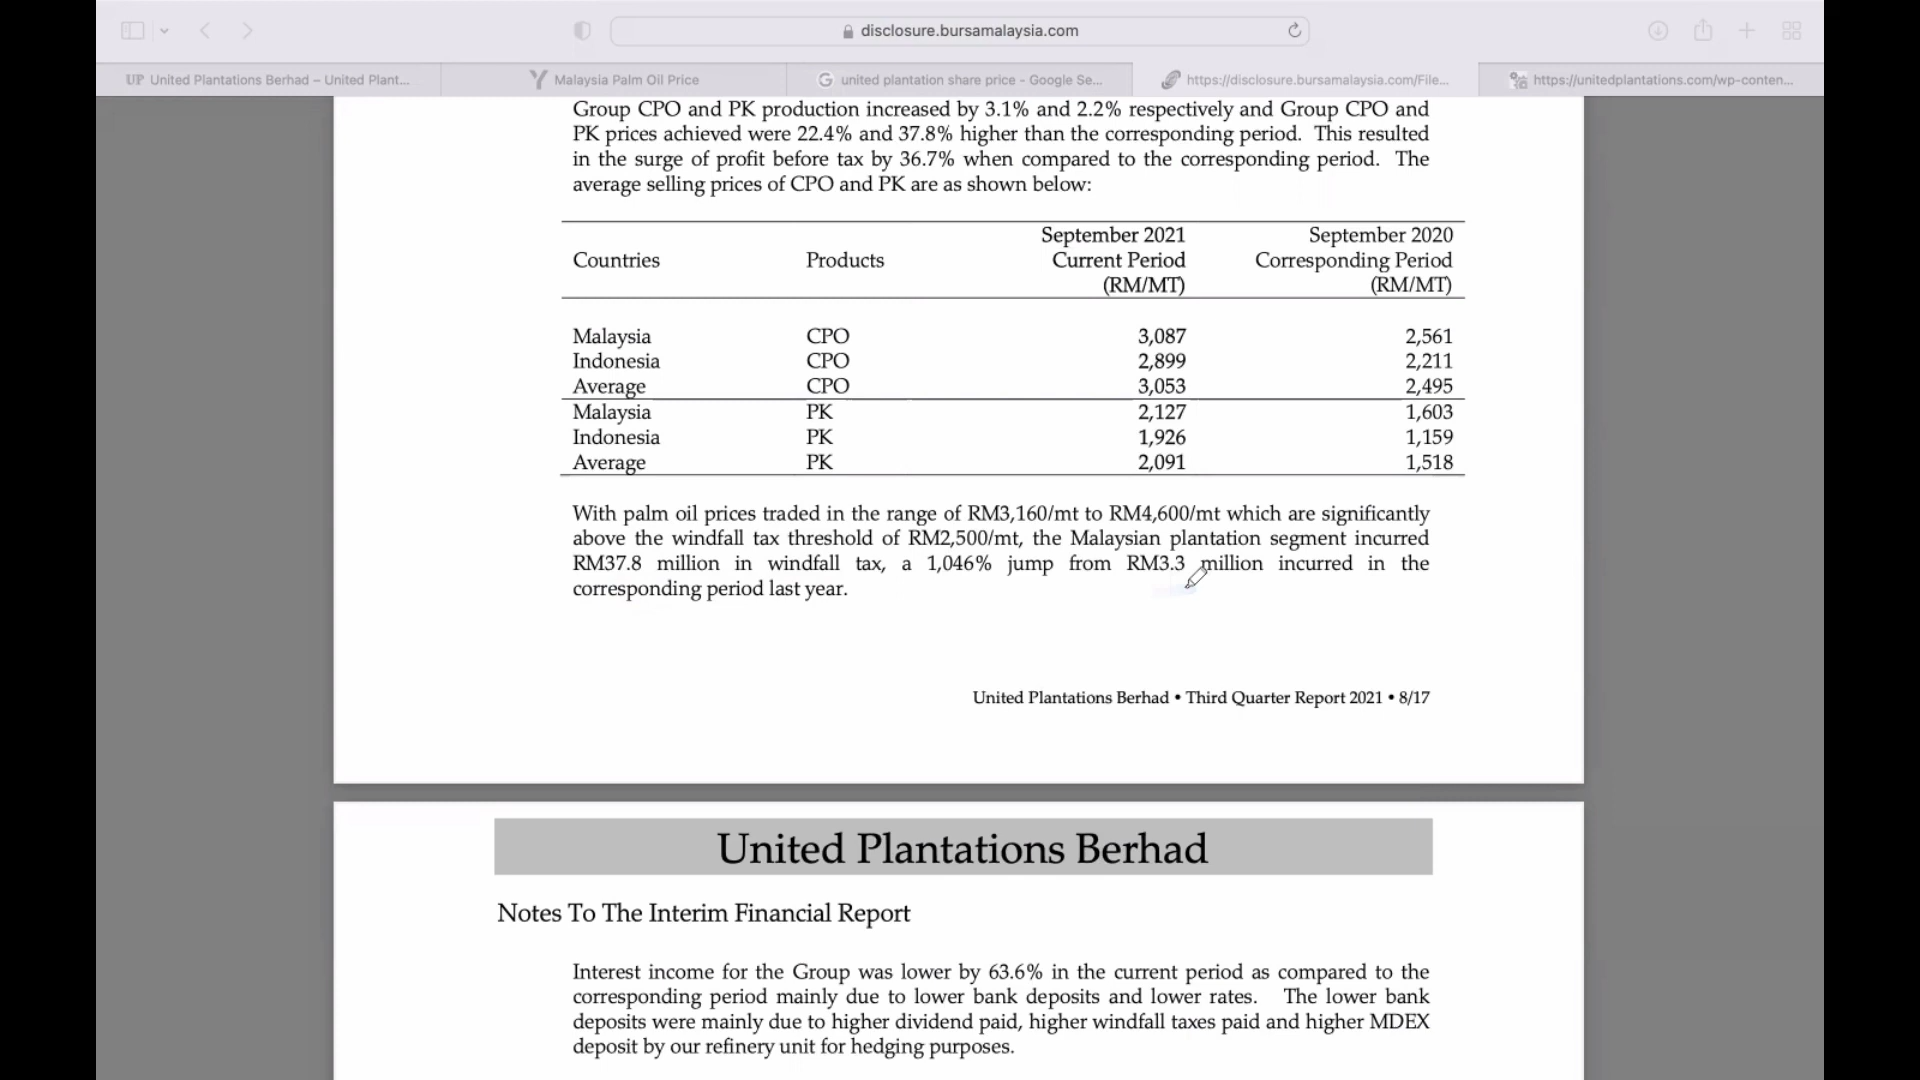 disclosure.bursamalaysia.com
UP United Plantations Berhad – United Plant...
Malaysia Palm Oil Price
united plantation share price - Google Se...
https://disclosure.bursamalaysia.com/File...
https://unitedplantations.com/wp-conten...
Group CPO and PK production increased by 3.1% and 2.2% respectively and Group CPO and
PK prices achieved were 22.4% and 37.8% higher than the corresponding period. This resulted
in the surge of profit before tax by 36.7% when compared to the corresponding period. The
average selling prices of CPO and PK are as shown below:
September 2021 September 2020
Countries Products Current Period Corresponding Period
(RM/MT) (RM/MT)
Malaysia CPO 3,087 2,561
Indonesia CPO 2,899 2,211
Average CPO 3,053 2,495
Malaysia PK 2,127 1,603
Indonesia PK 1,926 1,159
Average PK 2,091 1,518
With palm oil prices traded in the range of RM3,160/mt to RM4,600/mt which are significantly
above the windfall tax threshold of RM2,500/mt, the Malaysian plantation segment incurred
RM37.8 million in windfall tax, a 1,046% jump from RM3.3 million incurred in the
corresponding period last year.
United Plantations Berhad • Third Quarter Report 2021 • 8/17
United Plantations Berhad
Notes To The Interim Financial Report
Interest income for the Group was lower by 63.6% in the current period as compared to the
corresponding period mainly due to lower bank deposits and lower rates. The lower bank
deposits were mainly due to higher dividend paid, higher windfall taxes paid and higher MDEX
deposit by our refinery unit for hedging purposes.